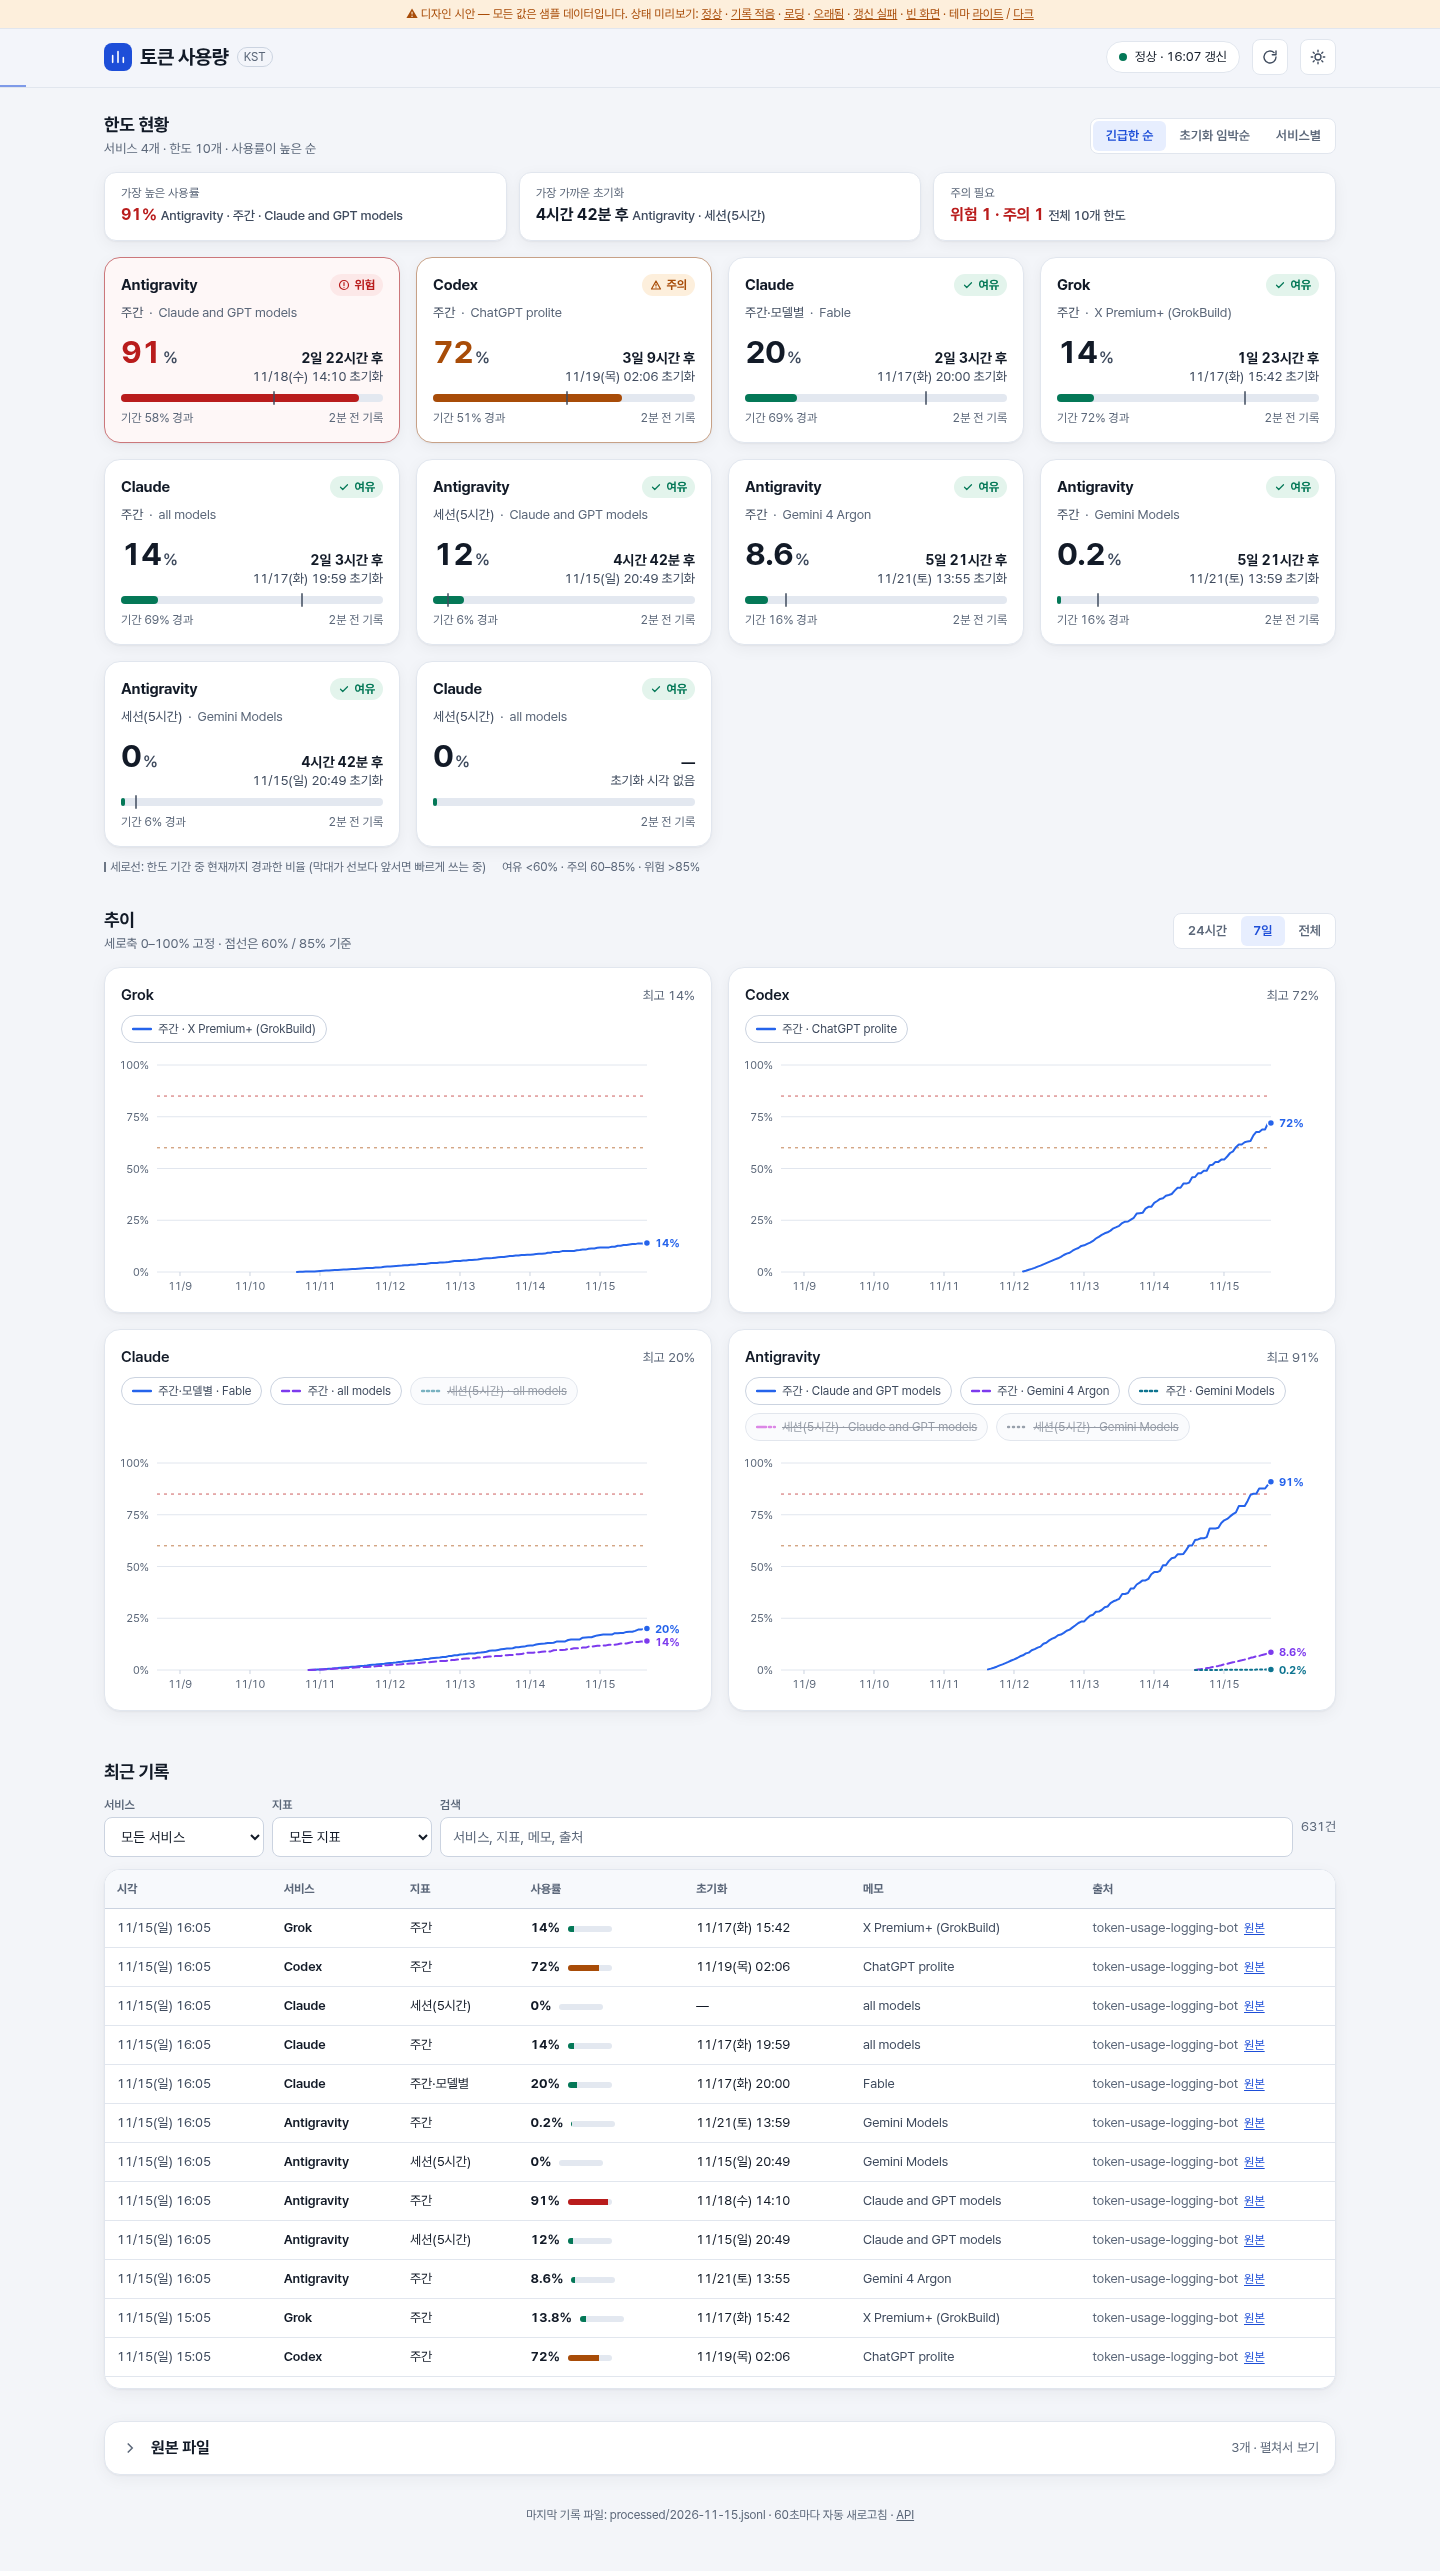 ⚠ 디자인 시안 — 모든 값은 샘플 데이터입니다. 상태 미리보기: 정상 · 기록 적음 · 로딩 · 오래됨 · 갱신 실패 · 빈 화면 · 테마 라이트 / 다크
토큰 사용량 KST
정상 · 16:07 갱신
한도 현황
서비스 4개 · 한도 10개 · 사용률이 높은 순
긴급한 순 초기화 임박순 서비스별
가장 높은 사용률
91% Antigravity · 주간 · Claude and GPT models
가장 가까운 초기화
4시간 42분 후 Antigravity · 세션(5시간)
주의 필요
위험 1 · 주의 1 전체 10개 한도
Antigravity 위험
주간 · Claude and GPT models
91% 2일 22시간 후
11/18(수) 14:10 초기화
기간 58% 경과 2분 전 기록
Codex 주의
주간 · ChatGPT prolite
72% 3일 9시간 후
11/19(목) 02:06 초기화
기간 51% 경과 2분 전 기록
Claude 여유
주간·모델별 · Fable
20% 2일 3시간 후
11/17(화) 20:00 초기화
기간 69% 경과 2분 전 기록
Grok 여유
주간 · X Premium+ (GrokBuild)
14% 1일 23시간 후
11/17(화) 15:42 초기화
기간 72% 경과 2분 전 기록
Claude 여유
주간 · all models
14% 2일 3시간 후
11/17(화) 19:59 초기화
기간 69% 경과 2분 전 기록
Antigravity 여유
세션(5시간) · Claude and GPT models
12% 4시간 42분 후
11/15(일) 20:49 초기화
기간 6% 경과 2분 전 기록
Antigravity 여유
주간 · Gemini 4 Argon
8.6% 5일 21시간 후
11/21(토) 13:55 초기화
기간 16% 경과 2분 전 기록
Antigravity 여유
주간 · Gemini Models
0.2% 5일 21시간 후
11/21(토) 13:59 초기화
기간 16% 경과 2분 전 기록
Antigravity 여유
세션(5시간) · Gemini Models
0% 4시간 42분 후
11/15(일) 20:49 초기화
기간 6% 경과 2분 전 기록
Claude 여유
세션(5시간) · all models
0% —
초기화 시각 없음
2분 전 기록
세로선: 한도 기간 중 현재까지 경과한 비율 (막대가 선보다 앞서면 빠르게 쓰는 중) 여유 <60% · 주의 60–85% · 위험 >85%
추이
세로축 0–100% 고정 · 점선은 60% / 85% 기준
24시간 7일 전체
Grok 최고 14%
주간 · X Premium+ (GrokBuild)
100%
75%
50%
25%
0%
14%
11/9 11/10 11/11 11/12 11/13 11/14 11/15
Codex 최고 72%
주간 · ChatGPT prolite
100%
75%
50%
25%
0%
72%
11/9 11/10 11/11 11/12 11/13 11/14 11/15
Claude 최고 20%
주간·모델별 · Fable 주간 · all models 세션(5시간) · all models
100%
75%
50%
25%
0%
20%
14%
11/9 11/10 11/11 11/12 11/13 11/14 11/15
Antigravity 최고 91%
주간 · Claude and GPT models 주간 · Gemini 4 Argon 주간 · Gemini Models
세션(5시간) · Claude and GPT models 세션(5시간) · Gemini Models
100%
75%
50%
25%
0%
91%
8.6%
0.2%
11/9 11/10 11/11 11/12 11/13 11/14 11/15
최근 기록
서비스 지표 검색
모든 서비스 모든 지표 서비스, 지표, 메모, 출처 631건
시각 서비스 지표 사용률 초기화 메모 출처
11/15(일) 16:05 Grok 주간 14% 11/17(화) 15:42 X Premium+ (GrokBuild) token-usage-logging-bot 원본
11/15(일) 16:05 Codex 주간 72% 11/19(목) 02:06 ChatGPT prolite token-usage-logging-bot 원본
11/15(일) 16:05 Claude 세션(5시간) 0% — all models token-usage-logging-bot 원본
11/15(일) 16:05 Claude 주간 14% 11/17(화) 19:59 all models token-usage-logging-bot 원본
11/15(일) 16:05 Claude 주간·모델별 20% 11/17(화) 20:00 Fable token-usage-logging-bot 원본
11/15(일) 16:05 Antigravity 주간 0.2% 11/21(토) 13:59 Gemini Models token-usage-logging-bot 원본
11/15(일) 16:05 Antigravity 세션(5시간) 0% 11/15(일) 20:49 Gemini Models token-usage-logging-bot 원본
11/15(일) 16:05 Antigravity 주간 91% 11/18(수) 14:10 Claude and GPT models token-usage-logging-bot 원본
11/15(일) 16:05 Antigravity 세션(5시간) 12% 11/15(일) 20:49 Claude and GPT models token-usage-logging-bot 원본
11/15(일) 16:05 Antigravity 주간 8.6% 11/21(토) 13:55 Gemini 4 Argon token-usage-logging-bot 원본
11/15(일) 15:05 Grok 주간 13.8% 11/17(화) 15:42 X Premium+ (GrokBuild) token-usage-logging-bot 원본
11/15(일) 15:05 Codex 주간 72% 11/19(목) 02:06 ChatGPT prolite token-usage-logging-bot 원본
원본 파일 3개 · 펼쳐서 보기
마지막 기록 파일: processed/2026-11-15.jsonl · 60초마다 자동 새로고침 · API